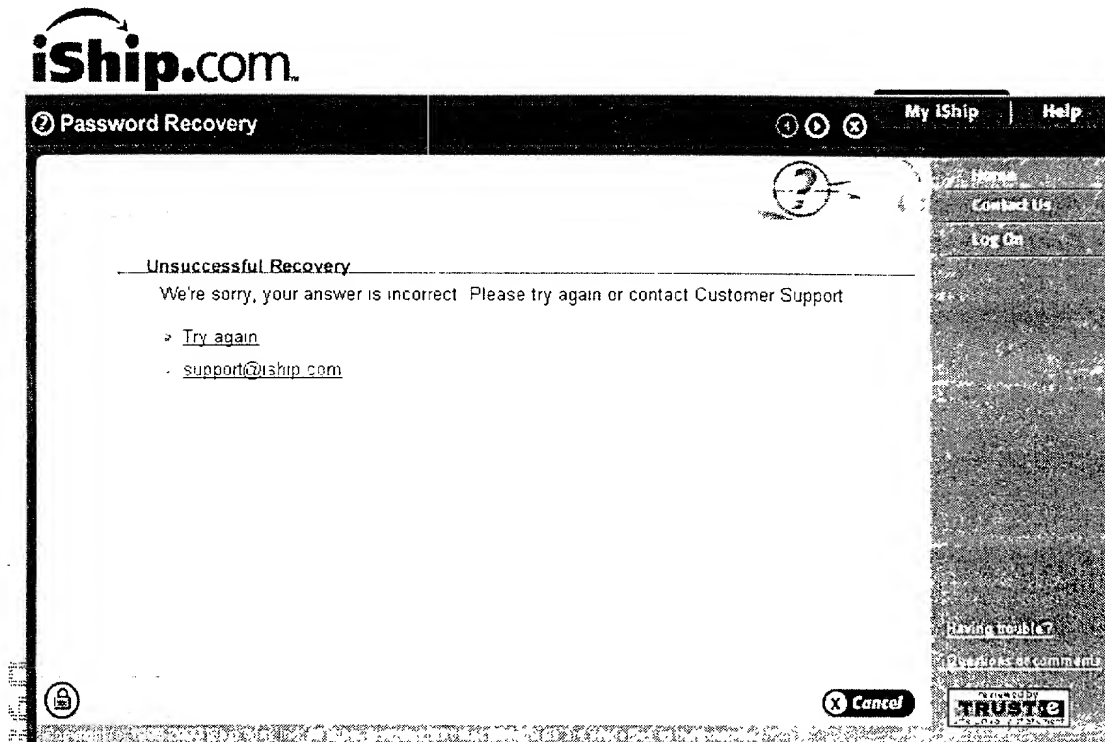 iShip.com
Password Recovery
My iShip | Help
Home
Contact Us
Log On
Unsuccessful Recovery
We're sorry, your answer is incorrect Please try again or contact Customer Support
Try again
support@iship.com
Having trouble?
Questions or comments
Cancel
reviewed by
TRUSTe